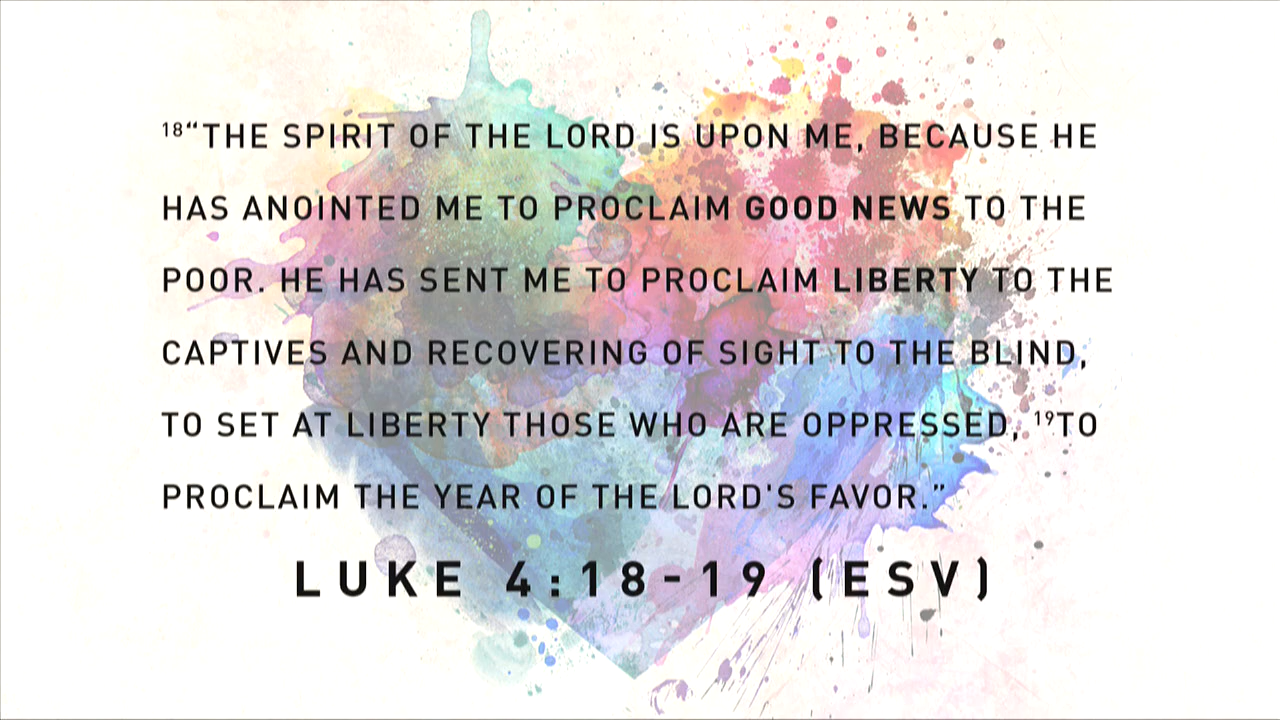 18“THE SPIRIT OF THE LORD IS UPON ME, BECAUSE HE
HAS ANOINTED ME TO PROCLAIM GOOD NEWS TO THE
POOR. HE HAS SENT ME TO PROCLAIM LIBERTY TO THE
CAPTIVES AND RECOVERING OF SIGHT TO THE BLIND,
TO SET AT LIBERTY THOSE WHO ARE OPPRESSED, 19TO
PROCLAIM THE YEAR OF THE LORD'S FAVOR.”
LUKE 4:18-19 (ESV)